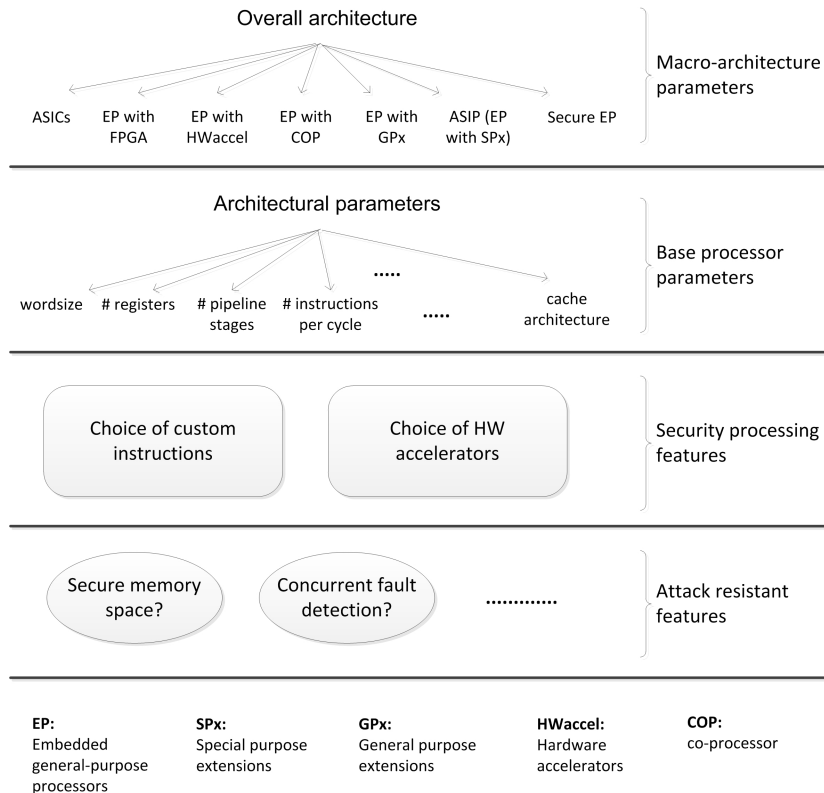 Overall architecture
Macro-architecture
parameters
ASICs
EP with
FPGA
EP with
HWaccel
EP with
COP
EP with
GPx
ASIP (EP
with SPx)
Secure EP
Architectural parameters
Base processor
parameters
.....
wordsize
# registers
# pipeline
stages
# instructions
per cycle
.....
cache
architecture
Choice of custom
instructions
Choice of HW
accelerators
Security processing
features
Secure memory
space?
Concurrent fault
detection?
.............
Attack resistant
features
EP:
Embedded
general-purpose
processors
SPx:
Special purpose
extensions
GPx:
General purpose
extensions
HWaccel:
Hardware
accelerators
COP:
co-processor